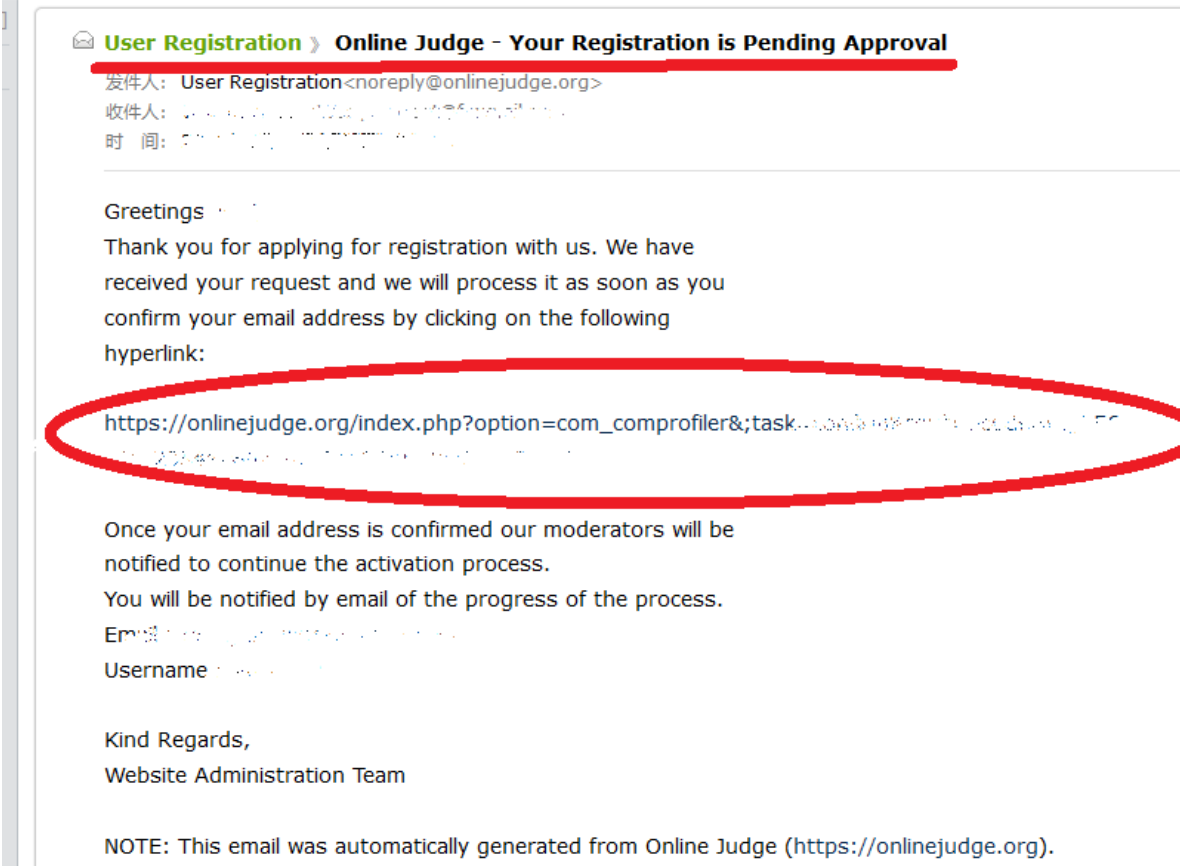 User Registration 》 Online Judge - Your Registration is Pending Approval
发件人: User Registration<noreply@onlinejudge.org>
收件人:
时 间:
Greetings
Thank you for applying for registration with us. We have
received your request and we will process it as soon as you
confirm your email address by clicking on the following
hyperlink:
https://onlinejudge.org/index.php?option=com_comprofiler&;task
Once your email address is confirmed our moderators will be
notified to continue the activation process.
You will be notified by email of the progress of the process.
Username
Kind Regards,
Website Administration Team
NOTE: This email was automatically generated from Online Judge (https://onlinejudge.org).